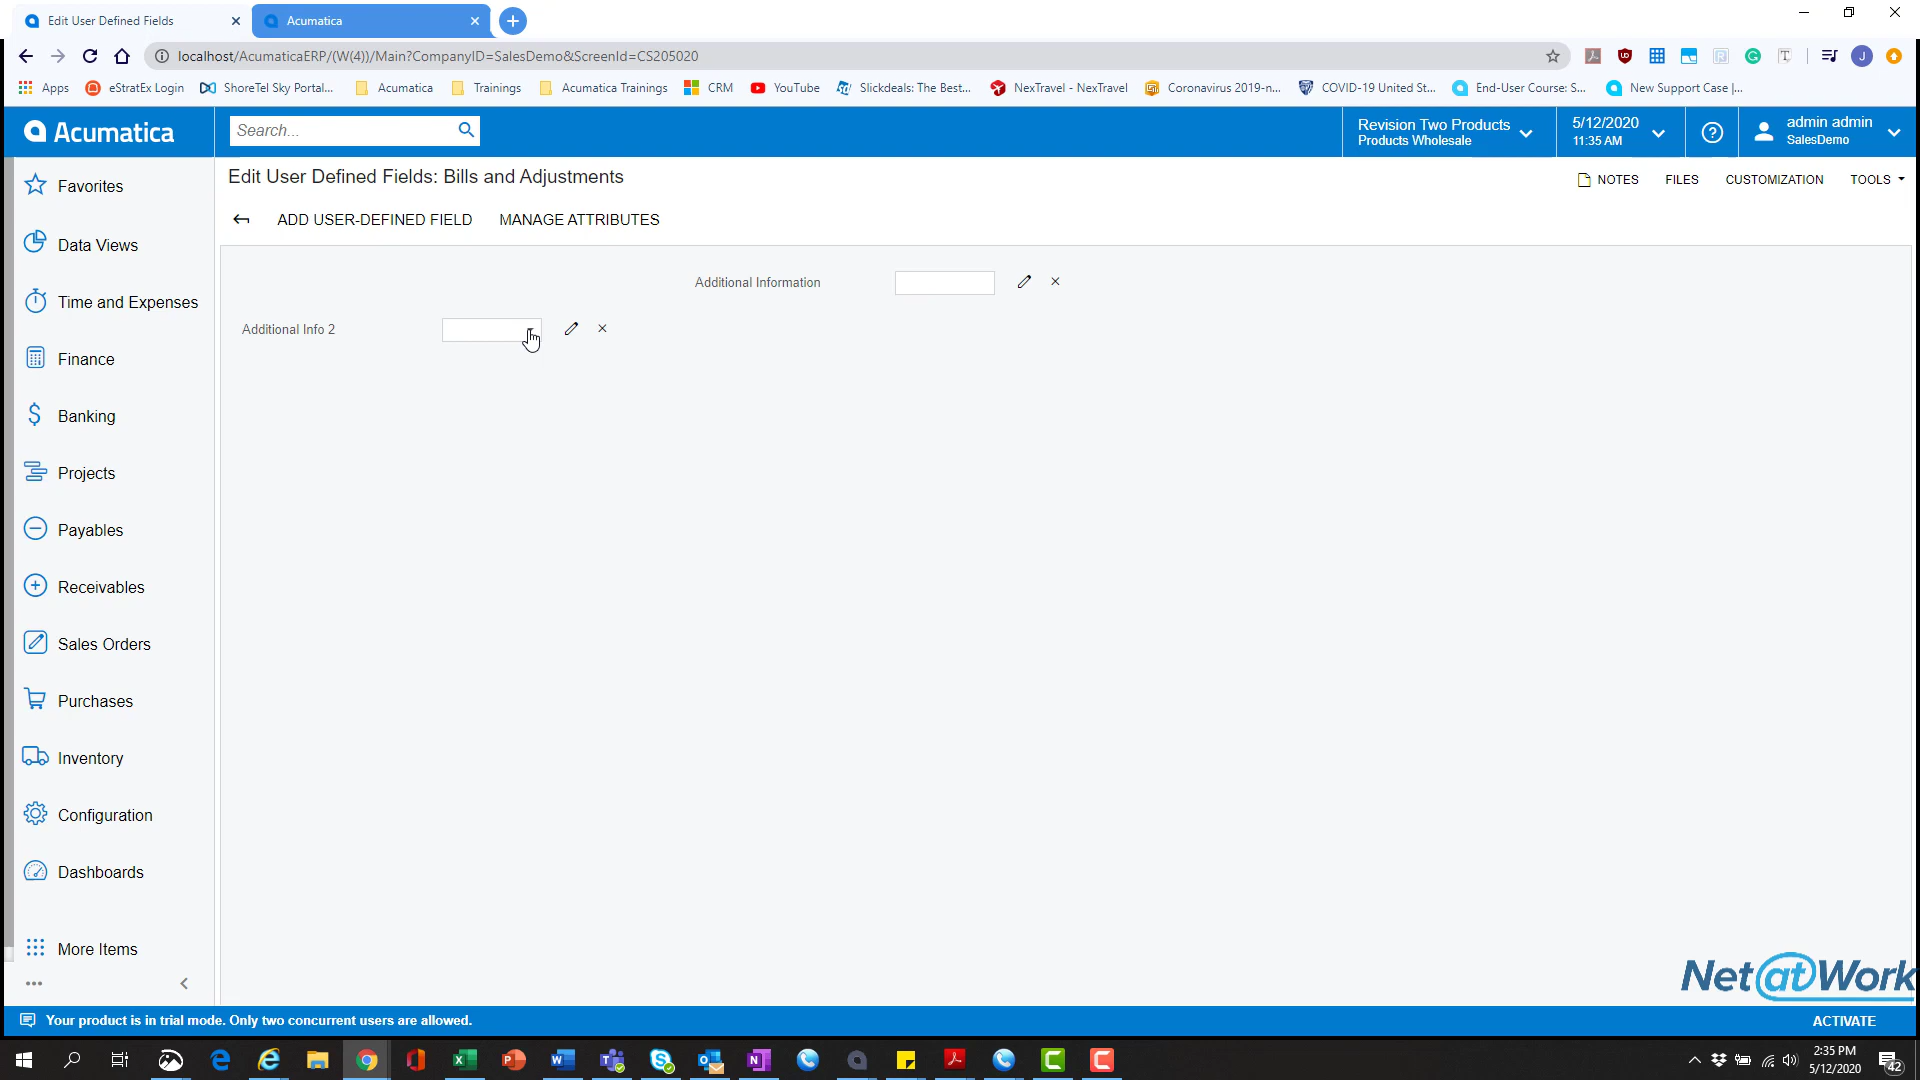 Edit User Defined Fields
Acumatica
localhost/AcumaticaERP/(W(4))/Main?CompanyID=SalesDemo&ScreenId=CS205020
Apps
eStratEx Login
ShoreTel Sky Portal...
Acumatica
Trainings
Acumatica Trainings
CRM
YouTube
Slickdeals: The Best...
NexTravel - NexTravel
Coronavirus 2019-n...
COVID-19 United St...
End-User Course: S...
New Support Case |...
Acumatica
Search...
Revision Two Products
Products Wholesale
5/12/2020
11:35 AM
admin admin
SalesDemo
Edit User Defined Fields: Bills and Adjustments
NOTES
FILES
CUSTOMIZATION
TOOLS
ADD USER-DEFINED FIELD
MANAGE ATTRIBUTES
Additional Information
Additional Info 2
Favorites
Data Views
Time and Expenses
Finance
Banking
Projects
Payables
Receivables
Sales Orders
Purchases
Inventory
Configuration
Dashboards
More Items
Net at Work
Your product is in trial mode. Only two concurrent users are allowed.
ACTIVATE
2:35 PM
5/12/2020
42